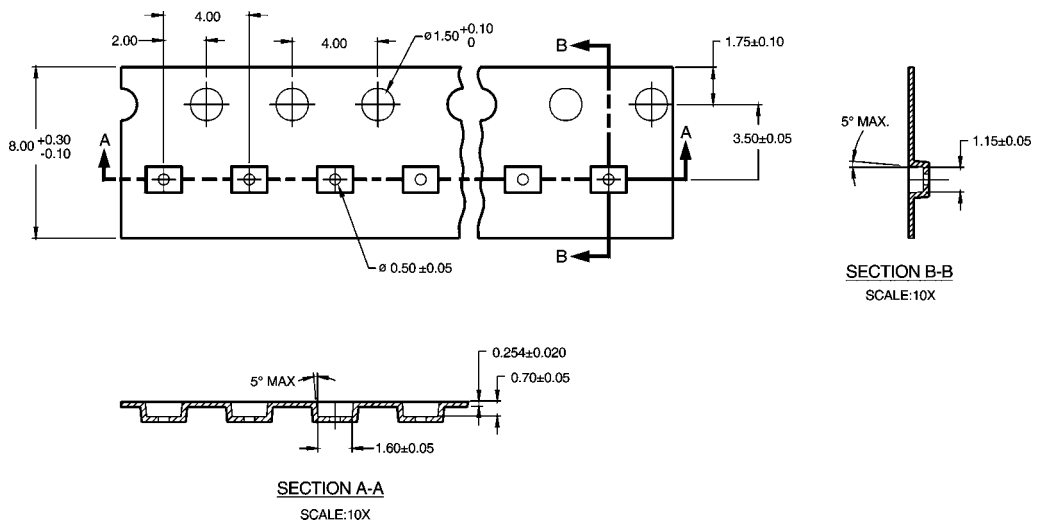 4.00
2.00
4.00
ø 1.50 +0.10
0
B
1.75±0.10
8.00 +0.30
-0.10
A
A
3.50±0.05
5° MAX.
1.15±0.05
B
ø 0.50 ±0.05
SECTION B-B
SCALE:10X
0.254±0.020
5° MAX
0.70±0.05
1.60±0.05
SECTION A-A
SCALE:10X